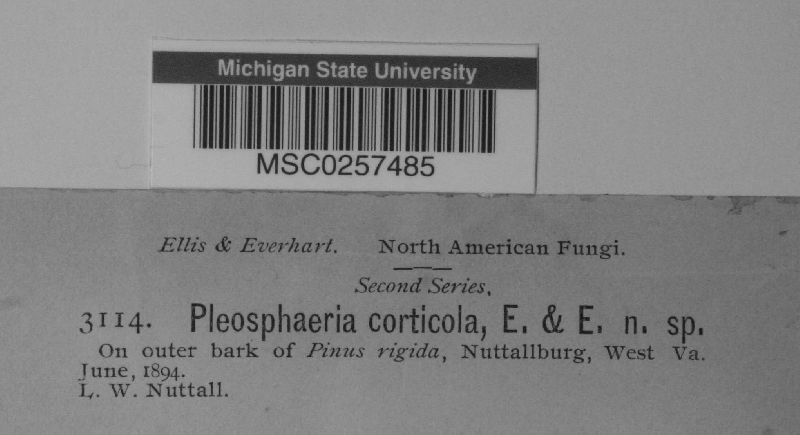 Michigan State University
MSC0257485
Ellis & Everhart. North American Fungi.
Second Series,
3114. Pleosphaeria corticola, E. & E. n. sp.
On outer bark of Pinus rigida, Nuttallburg, West Va.
June, 1894.
L. W. Nuttall.